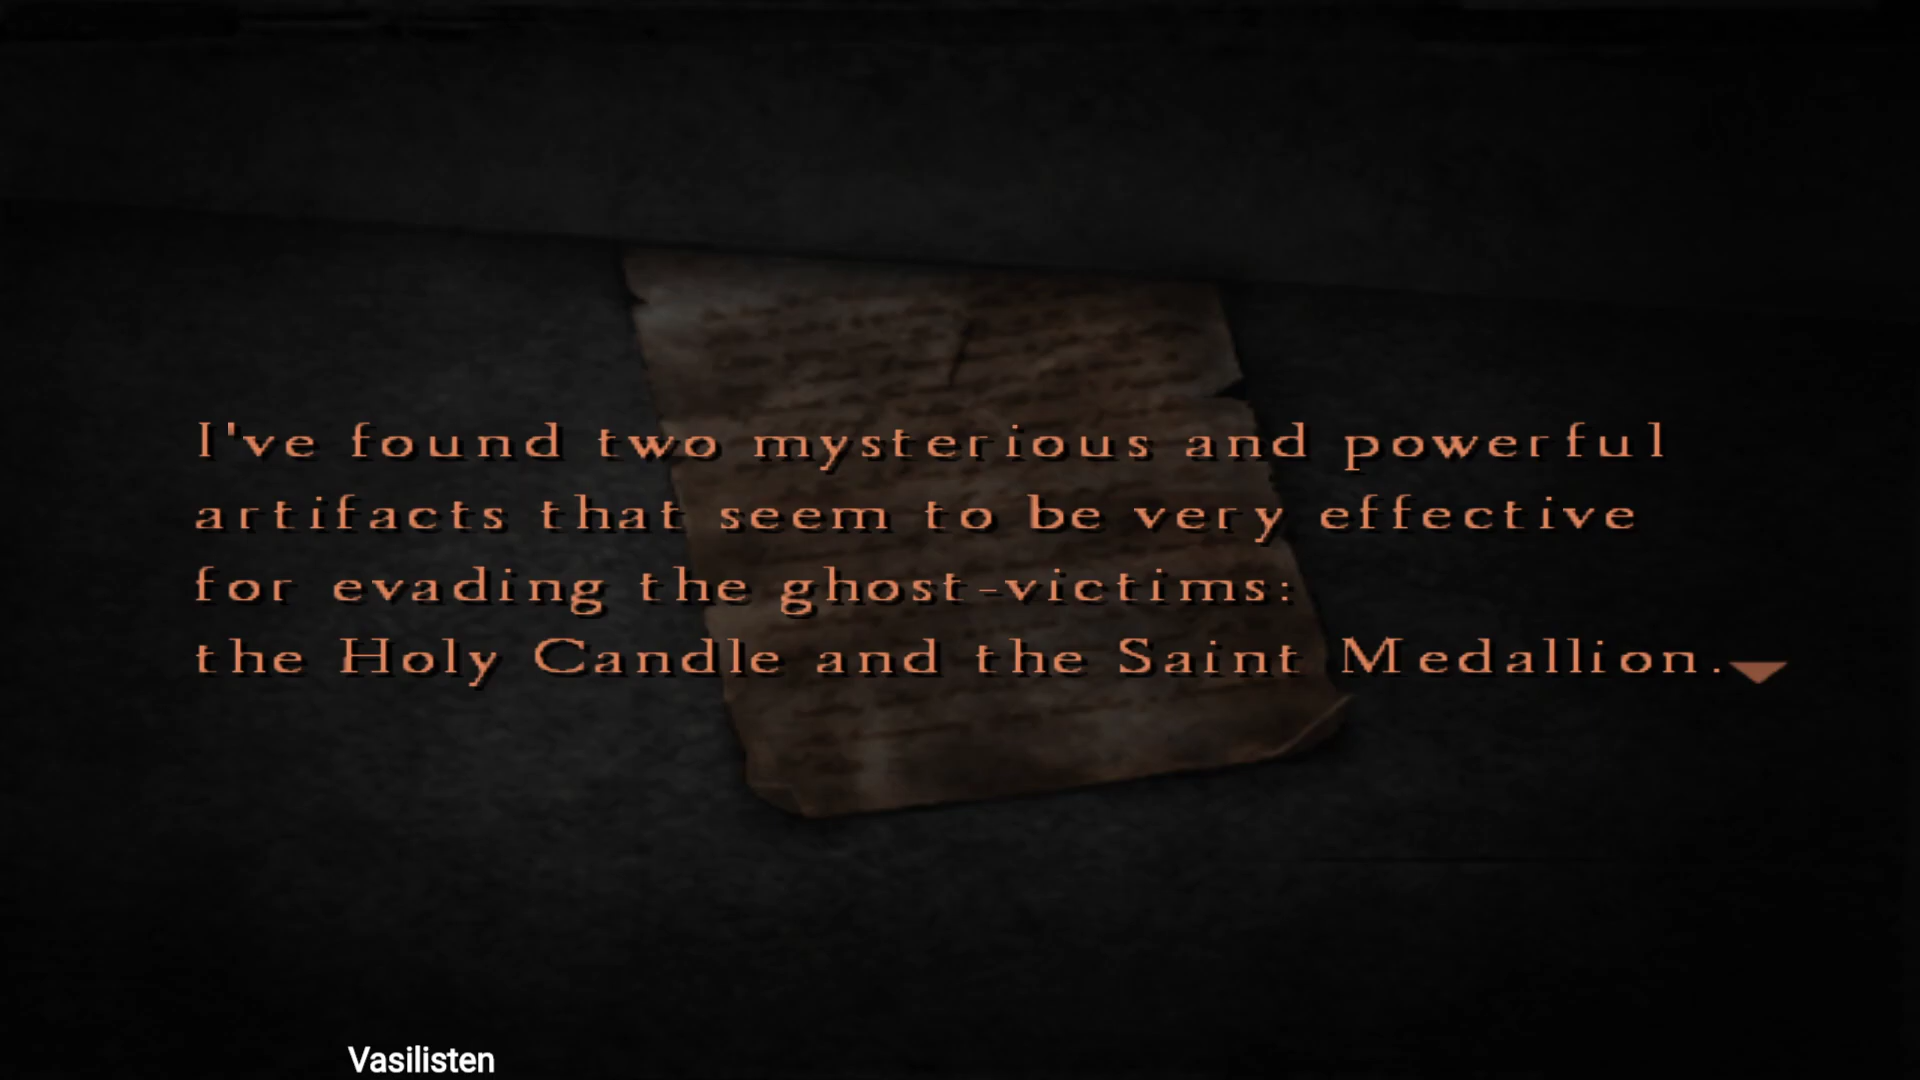 I've found two mysterious and powerful
artifacts that seem to be very effective
for evading the ghost-victims:
the Holy Candle and the Saint Medallion.
Vasilisten